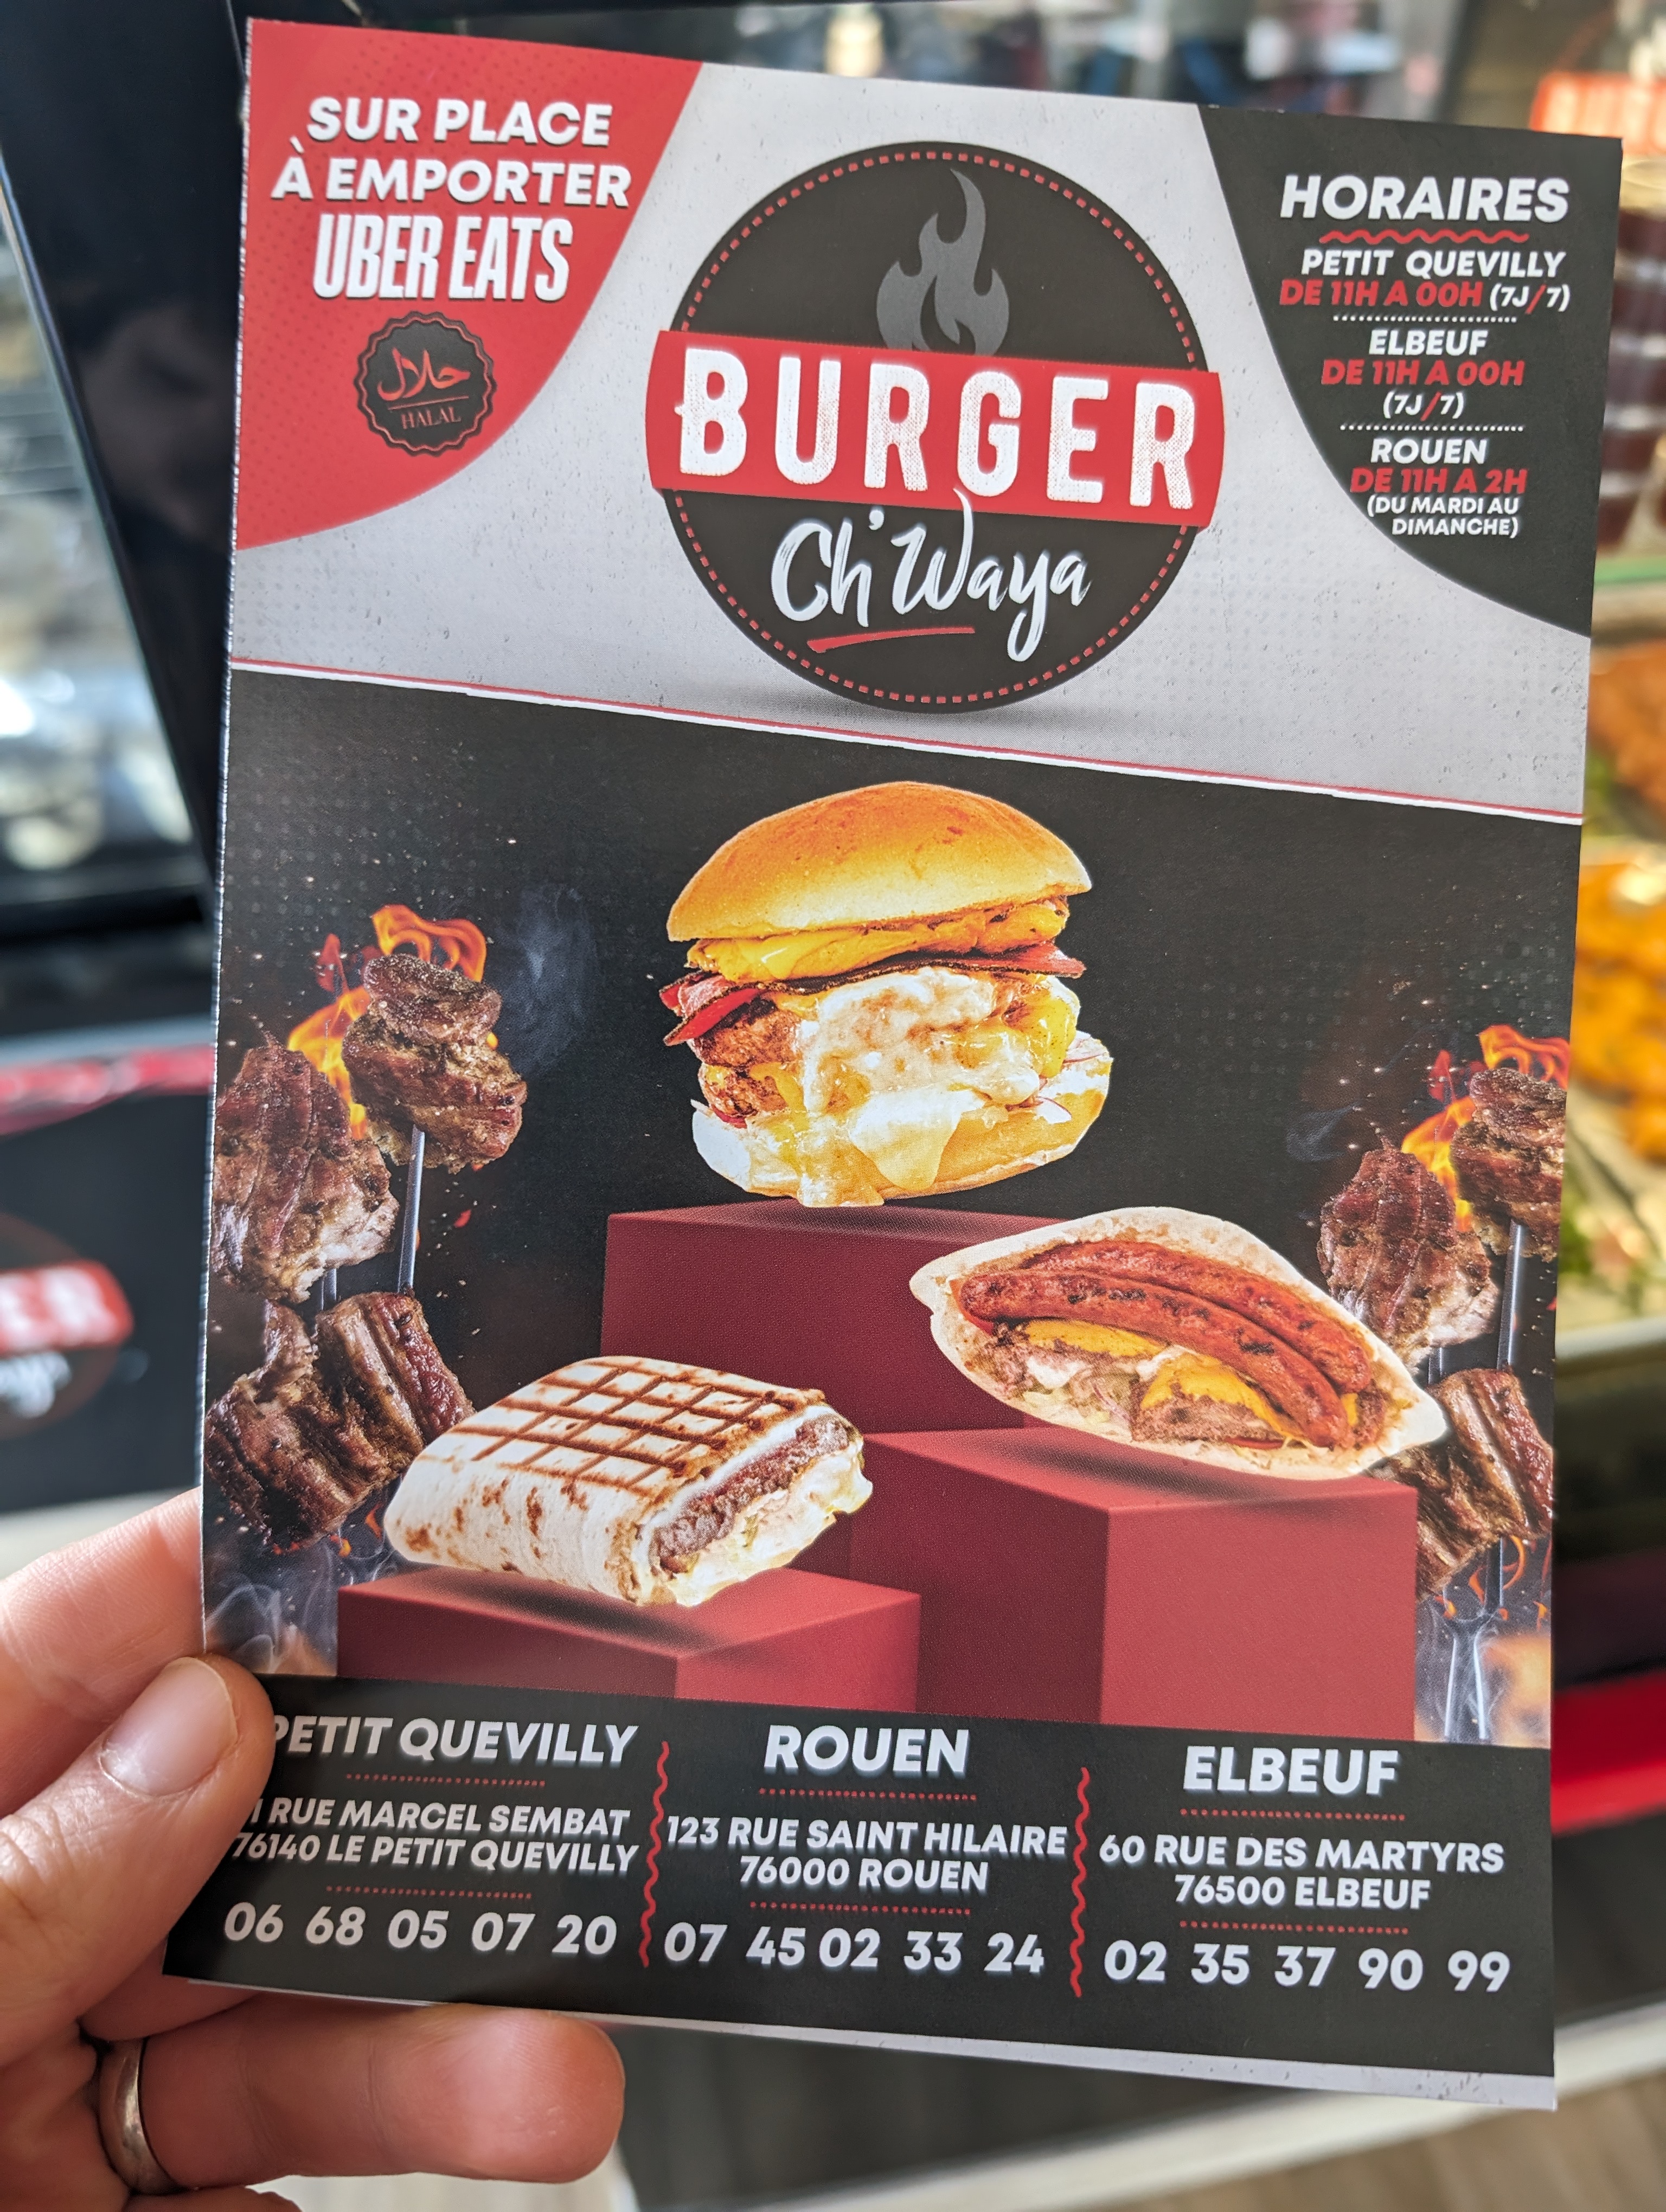 SUR PLACE
À EMPORTER
UBER EATS
حلال
HALAL
BURGER
Ch'Waya
HORAIRES
PETIT QUEVILLY
DE 11H A 00H (7J/7)
ELBEUF
DE 11H A 00H
(7J/7)
ROUEN
DE 11H A 2H
(DU MARDI AU
DIMANCHE)
PETIT QUEVILLY
RUE MARCEL SEMBAT
76140 LE PETIT QUEVILLY
06 68 05 07 20
ROUEN
123 RUE SAINT HILAIRE
76000 ROUEN
07 45 02 33 24
ELBEUF
60 RUE DES MARTYRS
76500 ELBEUF
02 35 37 90 99